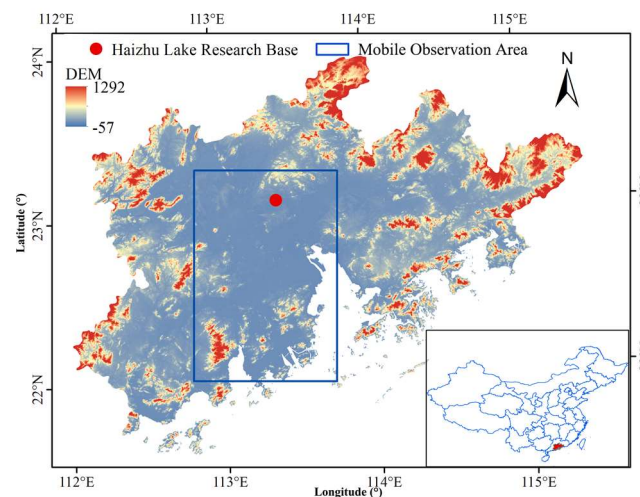 112°E 113°E 114°E 115°E
Haizhu Lake Research Base Mobile Observation Area
24°N
DEM
1292
-57
N
Latitude (°)
23°N
22°N
112°E 113°E 114°E 115°E
Longitude (°)